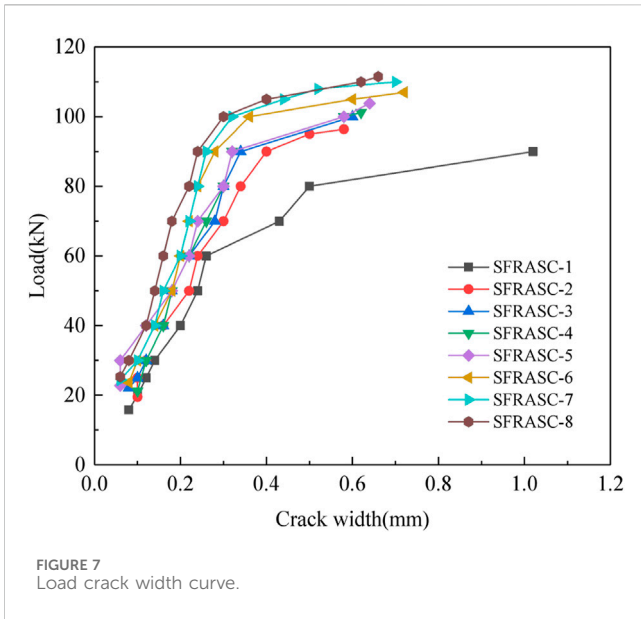 120
100
80
60
40
20
0
Load(kN)
SFRASC-1
SFRASC-2
SFRASC-3
SFRASC-4
SFRASC-5
SFRASC-6
SFRASC-7
SFRASC-8
0.0 0.2 0.4 0.6 0.8 1.0 1.2
Crack width(mm)
FIGURE 7
Load crack width curve.